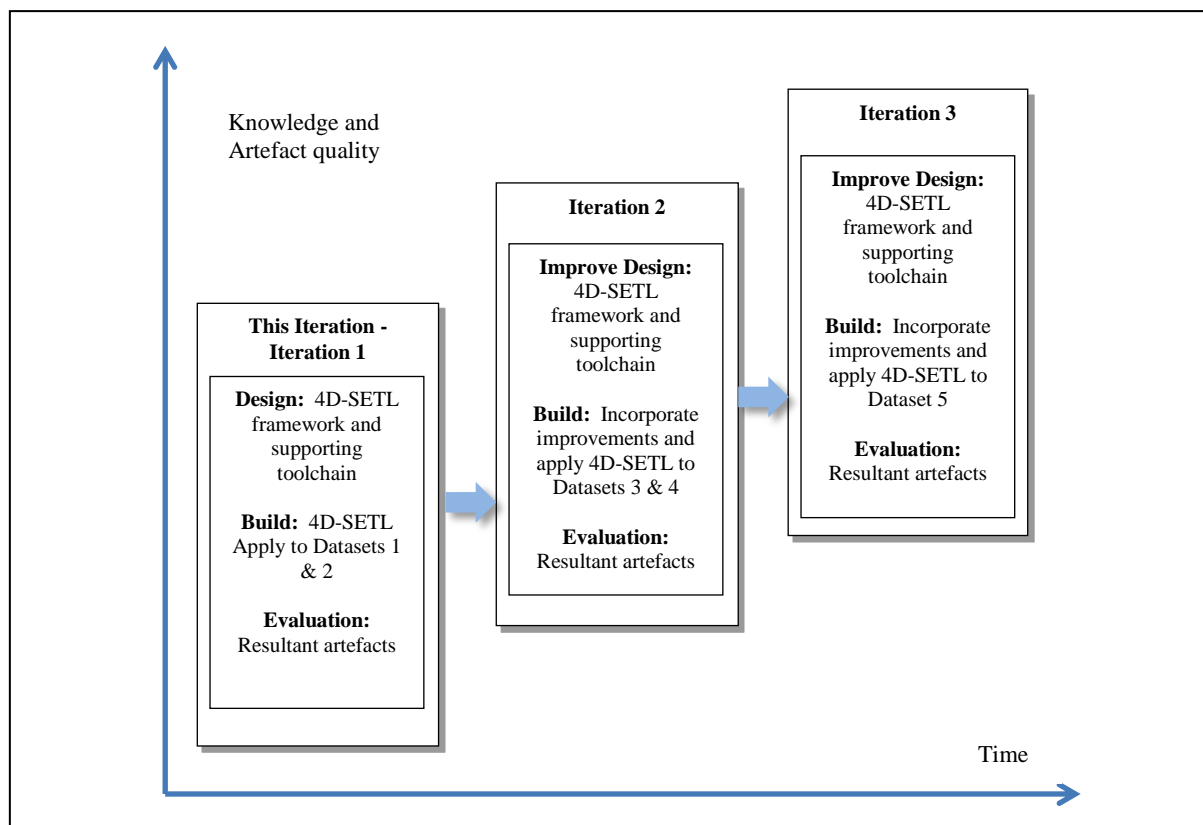 Knowledge and
Artefact quality
This Iteration -
Iteration 1
Design: 4D-SETL
framework and
supporting
toolchain
Build: 4D-SETL
Apply to Datasets 1
& 2
Evaluation:
Resultant artefacts
Iteration 2
Improve Design:
4D-SETL
framework and
supporting
toolchain
Build: Incorporate
improvements and
apply 4D-SETL to
Datasets 3 & 4
Evaluation:
Resultant artefacts
Iteration 3
Improve Design:
4D-SETL
framework and
supporting
toolchain
Build: Incorporate
improvements and
apply 4D-SETL to
Dataset 5
Evaluation:
Resultant artefacts
Time